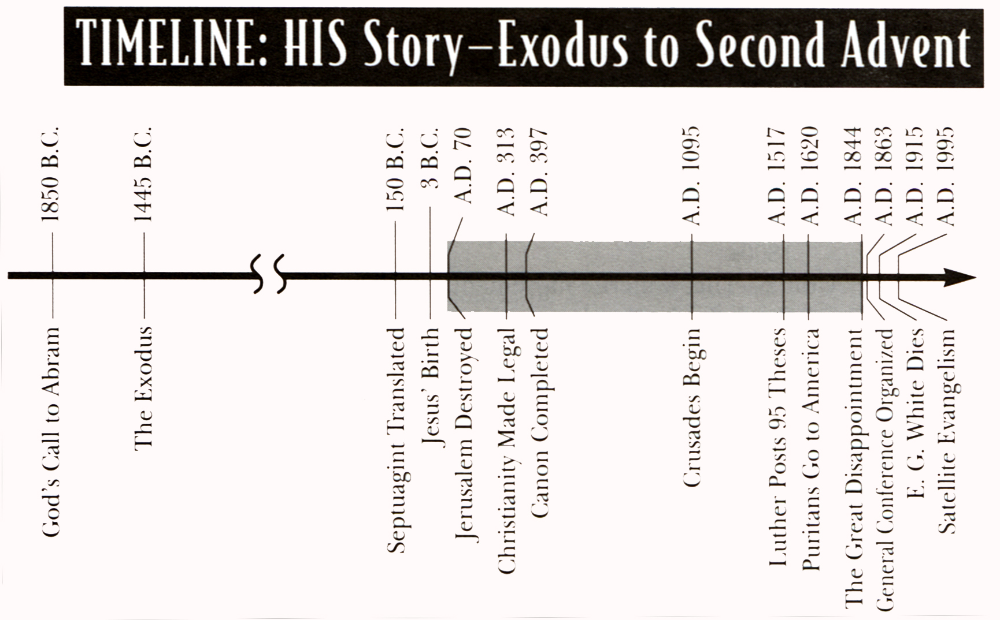 TIMELINE: HIS Story–Exodus to Second Advent
1850 B.C.
1445 B.C.
150 B.C.
3 B.C.
A.D. 70
A.D. 313
A.D. 397
A.D. 1095
A.D. 1517
A.D. 1620
A.D. 1844
A.D. 1863
A.D. 1915
A.D. 1995
God's Call to Abram
The Exodus
Septuagint Translated
Jesus' Birth
Jerusalem Destroyed
Christianity Made Legal
Canon Completed
Crusades Begin
Luther Posts 95 Theses
Puritans Go to America
The Great Disappointment
General Conference Organized
E. G. White Dies
Satellite Evangelism